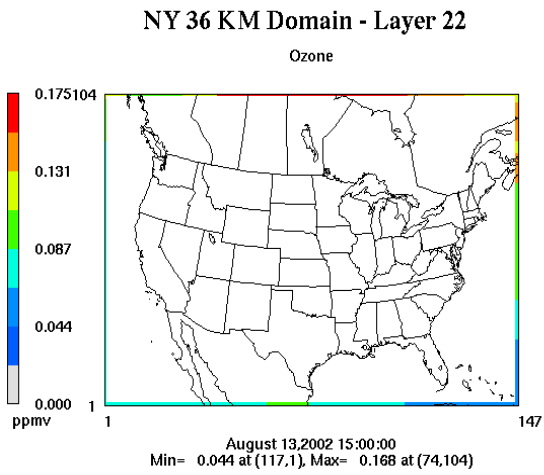 NY 36 KM Domain - Layer 22
Ozone
0.175
104
0.131
0.087
0.044
0.000
1
ppmv
1
147
August 13,2002 15:00:00
Min= 0.044 at (117,1), Max= 0.168 at (74,104)